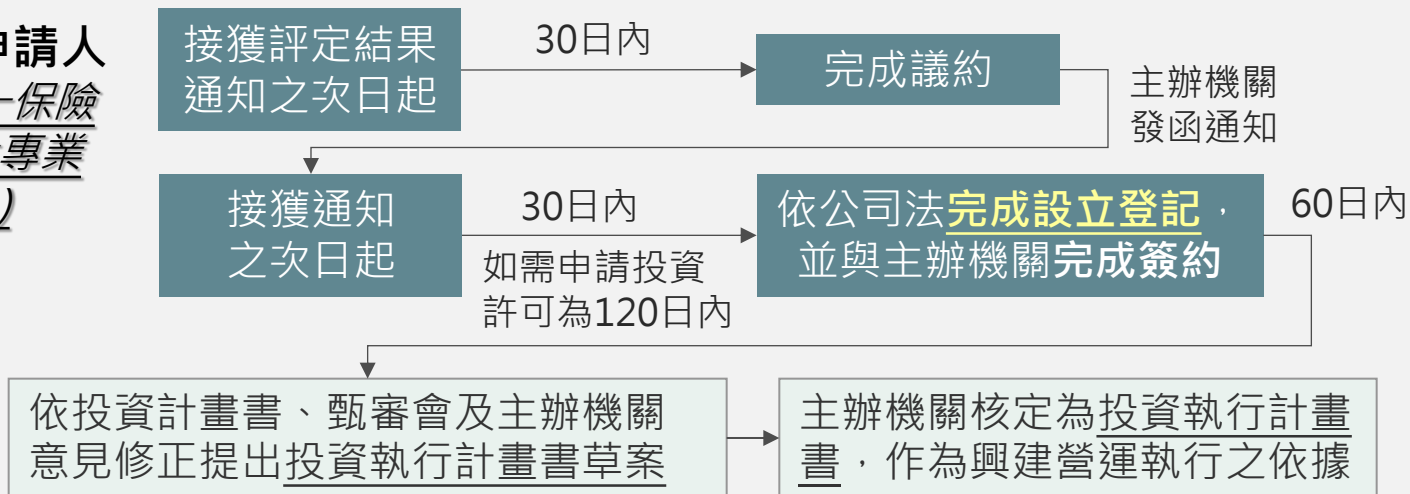 申請人
保險
專業
)
接獲評定結果
通知之次日起
30日內
完成議約
主辦機關
發函通知
接獲通知
之次日起
30日內
如需申請投資
許可為120日內
依公司法完成設立登記，
並與主辦機關完成簽約
60日內
依投資計畫書、甄審會及主辦機關
意見修正提出投資執行計畫書草案
主辦機關核定為投資執行計畫
書，作為興建營運執行之依據